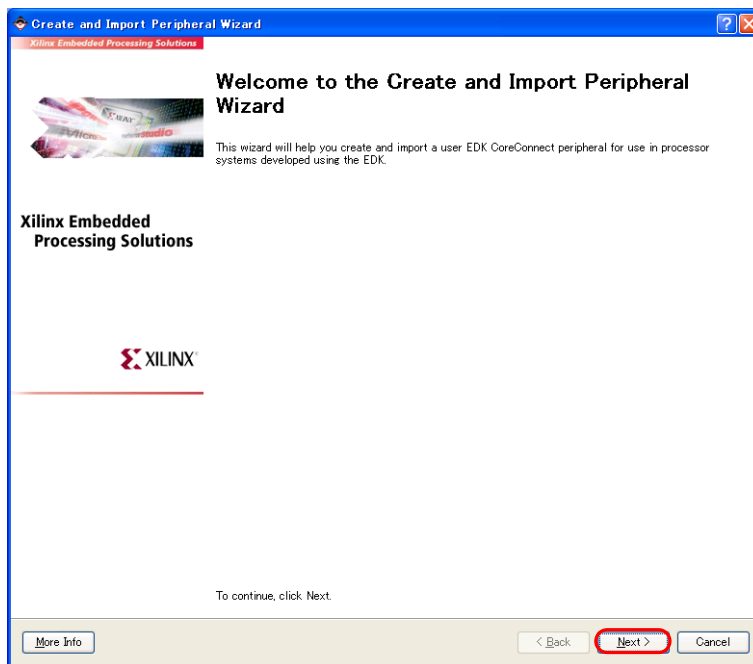 Create and Import Peripheral Wizard
Xilinx Embedded Processing Solutions
Welcome to the Create and Import Peripheral
Wizard
This wizard will help you create and import a user EDK CoreConnect peripheral for use in processor
systems developed using the EDK.
Xilinx Embedded
Processing Solutions
XILINX
To continue, click Next.
More Info
< Back
Next >
Cancel